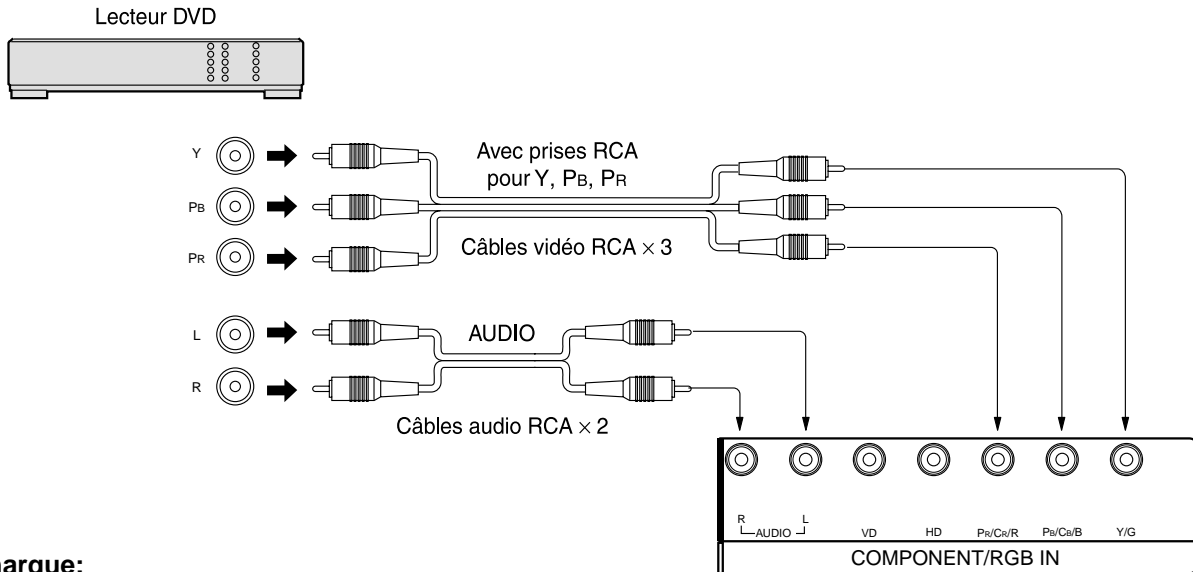 Lecteur DVD
Y
Avec prises RCA
pour Y, PB, PR
PB
PR
Câbles vidéo RCA × 3
L
AUDIO
R
Câbles audio RCA × 2
R AUDIO L
VD
HD
PR/CR/R
PB/CB/B
Y/G
COMPONENT/RGB IN
arque: